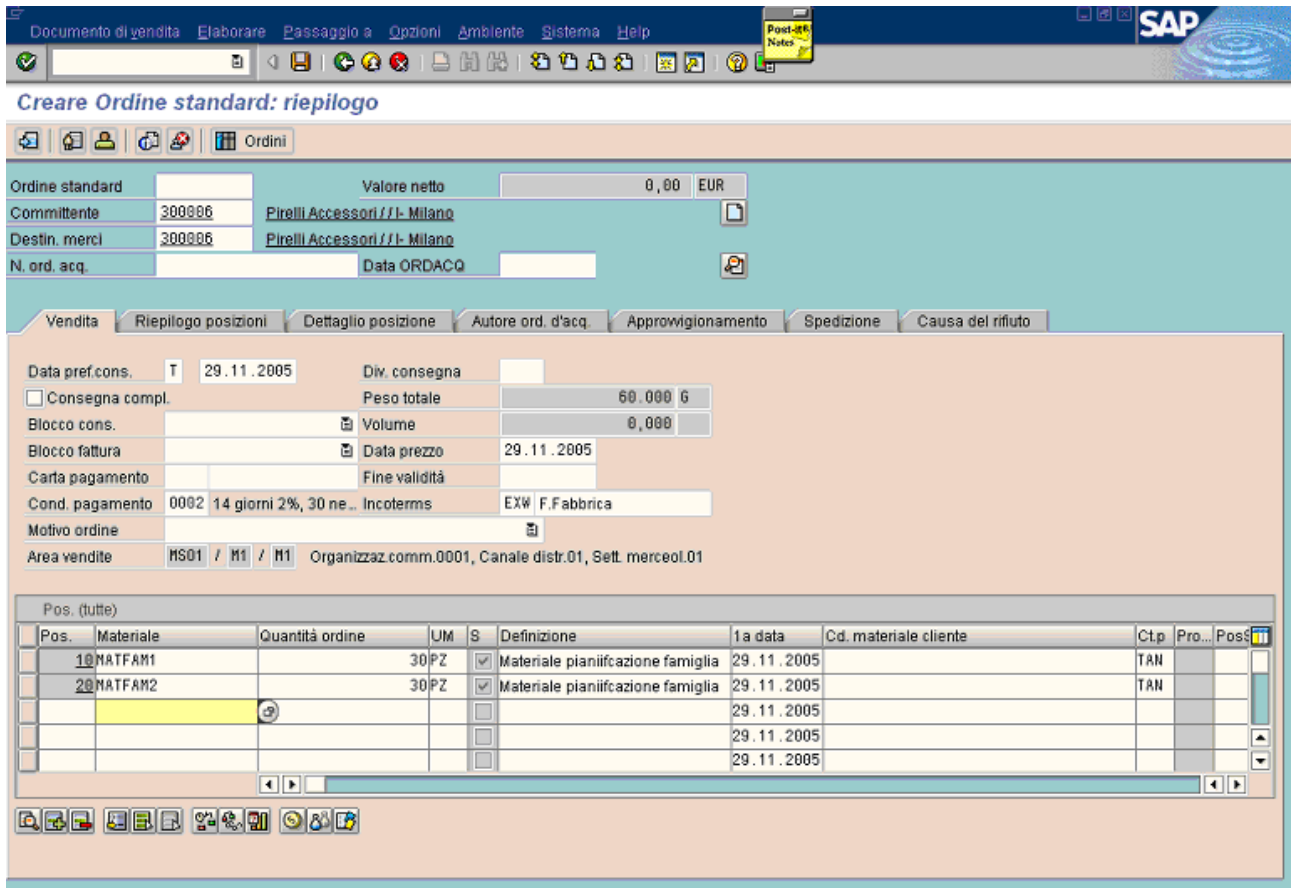 Documento di vendita Elaborare Passaggio a Opzioni Ambiente Sistema Help
Post-it®
Notes
SAP
Creare Ordine standard: riepilogo
Ordini
Ordine standard Valore netto 0,00 EUR
Committente 300006 Pirelli Accessori / / I- Milano
Destin. merci 300006 Pirelli Accessori / / I- Milano
N. ord. acq. Data ORDACQ
Vendita Riepilogo posizioni Dettaglio posizione Autore ord. d'acq. Approvvigionamento Spedizione Causa del rifiuto
Data pref.cons. T 29.11.2005 Div. consegna
Consegna compl. Peso totale 60.000 G
Blocco cons. Volume 0,000
Blocco fattura Data prezzo 29.11.2005
Carta pagamento Fine validità
Cond. pagamento 0002 14 giorni 2%, 30 ne... Incoterms EXW F.Fabbrica
Motivo ordine
Area vendite MS01 / M1 / M1 Organizzaz.comm.0001, Canale distr.01, Sett. merceol.01
Pos. (tutte)
Pos. Materiale Quantità ordine UM S Definizione 1a data Cd. materiale cliente Ct.p Pro... PosS
10 MATFAM1 30 PZ Materiale pianiifcazione famiglia 29.11.2005 TAN
20 MATFAM2 30 PZ Materiale pianiifcazione famiglia 29.11.2005 TAN
29.11.2005
29.11.2005
29.11.2005